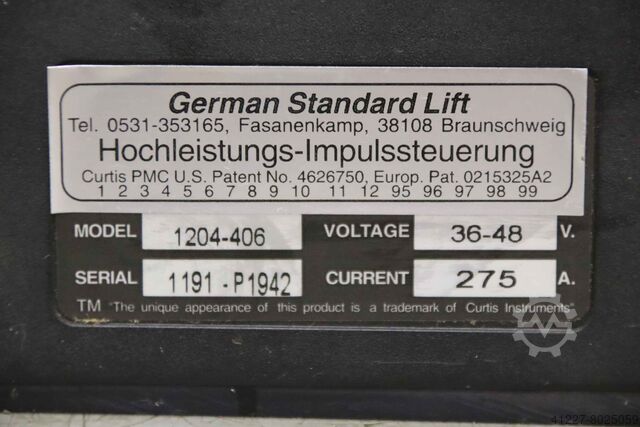 German Standard Lift
Tel. 0531-353165, Fasanenkamp, 38108 Braunschweig
Hochleistungs-Impulssteuerung
Curtis PMC U.S. Patent No. 4626750, Europ. Pat. 0215325A2
1 2 3 4 5 6 7 8 9 10 11 12 95 96 97 98 99
MODEL 1204-406 VOLTAGE 36-48 V.
SERIAL 1191-P1942 CURRENT 275 A.
TM "The unique appearance of this product is a trademark of Curtis Instruments"
41227-8025059